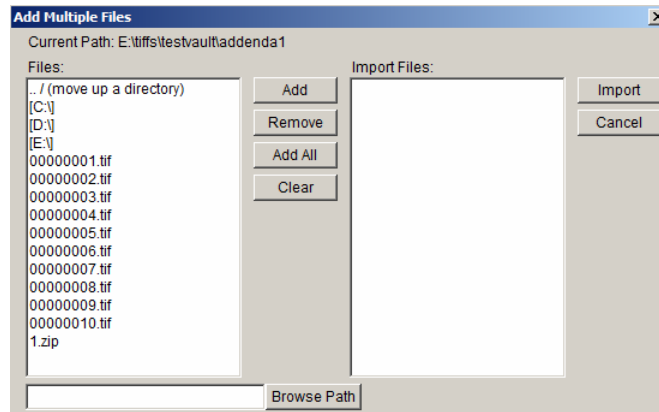 Add Multiple Files
Current Path: E:\tiffs\testvault\addenda1
Files:
Import Files:
.. / (move up a directory)
[C:\]
[D:\]
[E:\]
00000001.tif
00000002.tif
00000003.tif
00000004.tif
00000005.tif
00000006.tif
00000007.tif
00000008.tif
00000009.tif
00000010.tif
1.zip
Add
Remove
Add All
Clear
Import
Cancel
Browse Path